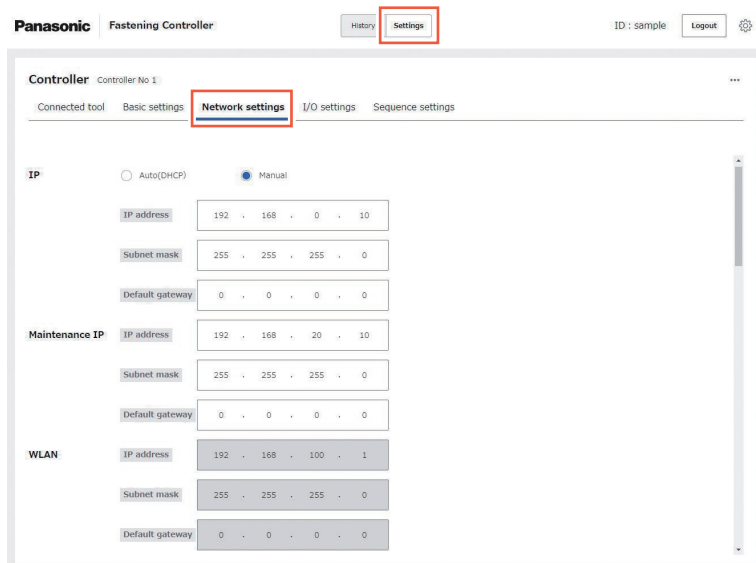 Panasonic Fastening Controller History Settings ID : sample Logout
Controller Controller No 1 ...
Connected tool Basic settings Network settings I/O settings Sequence settings
IP Auto(DHCP) Manual
IP address 192 . 168 . 0 . 10
Subnet mask 255 . 255 . 255 . 0
Default gateway 0 . 0 . 0 . 0
Maintenance IP IP address 192 . 168 . 20 . 10
Subnet mask 255 . 255 . 255 . 0
Default gateway 0 . 0 . 0 . 0
WLAN IP address 192 . 168 . 100 . 1
Subnet mask 255 . 255 . 255 . 0
Default gateway 0 . 0 . 0 . 0